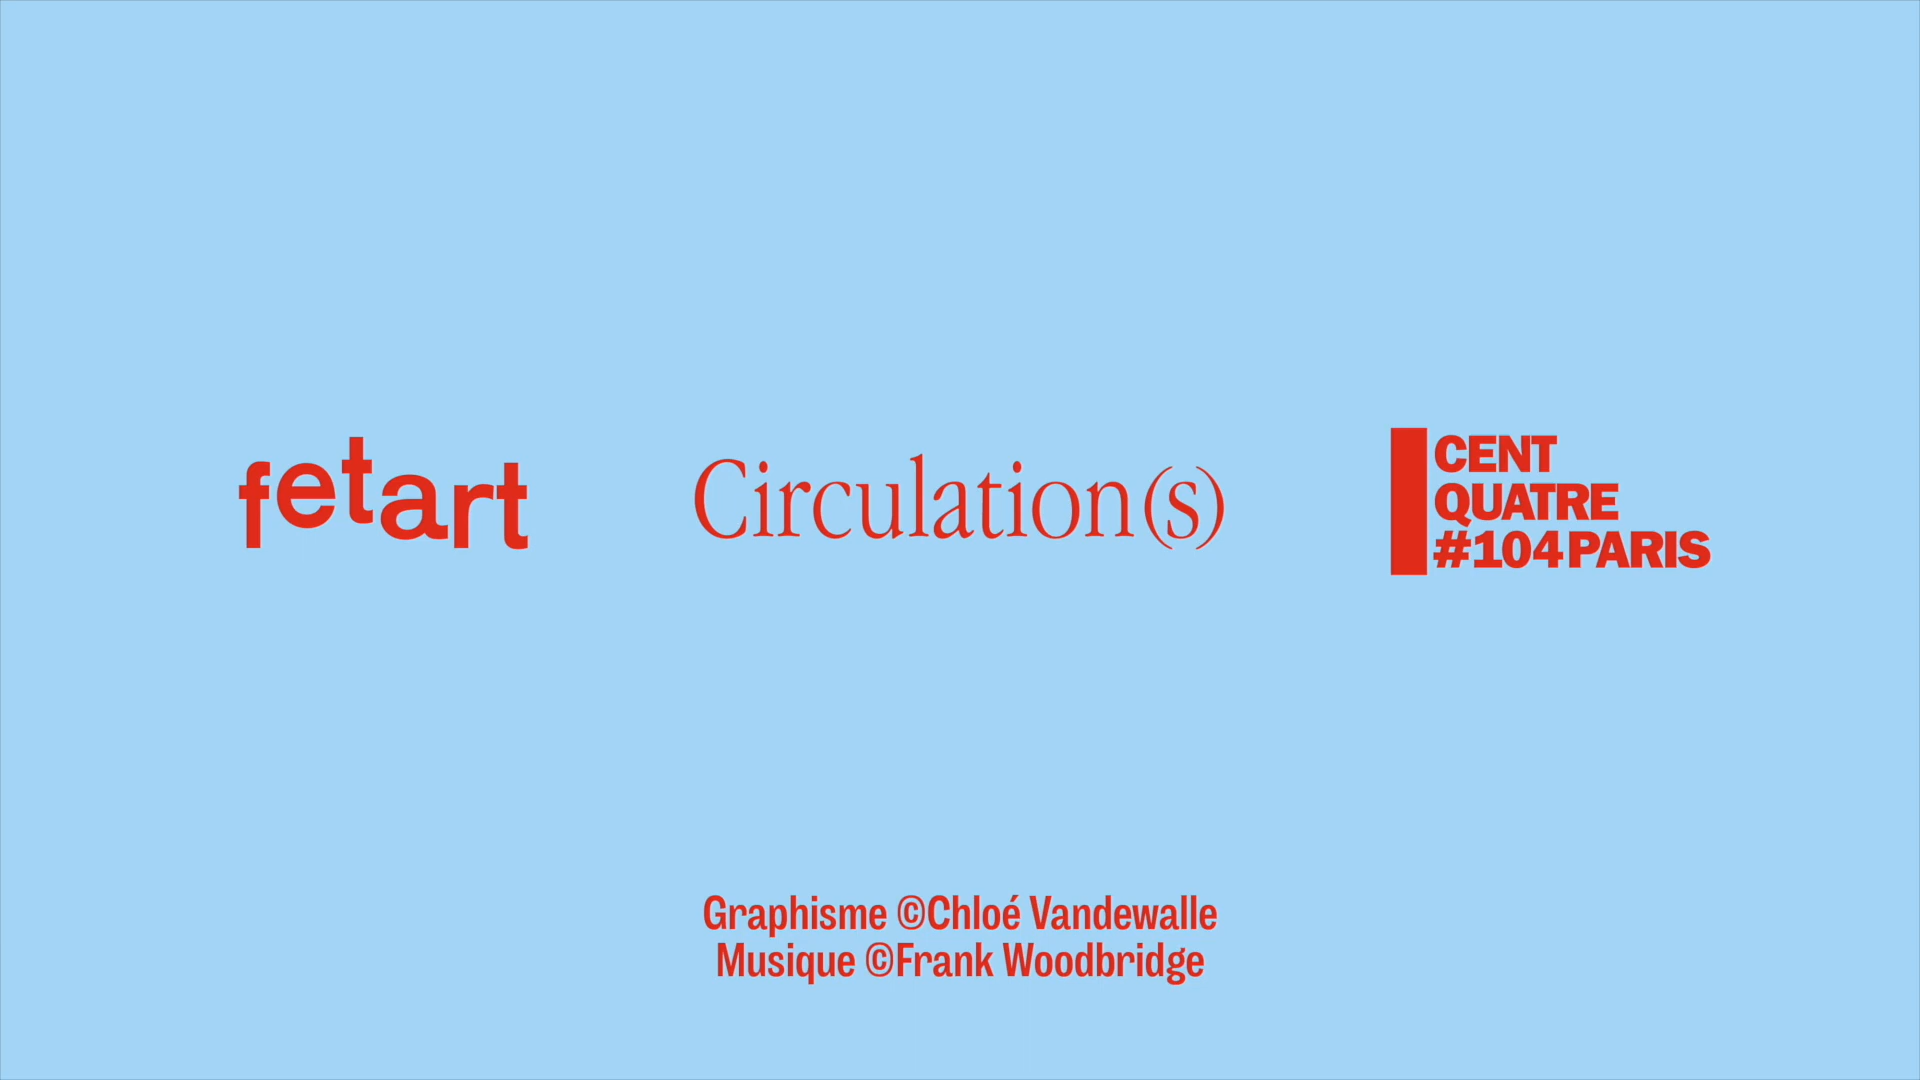 fetart
Circulation(s)
CENT
QUATRE
#104PARIS
Graphisme ©Chloé Vandewalle
Musique ©Frank Woodbridge